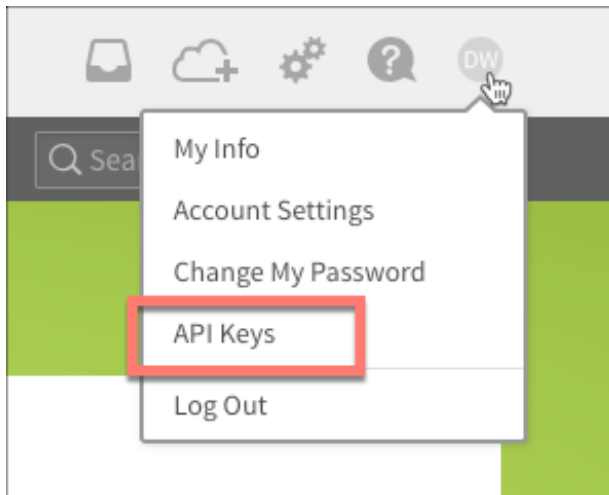 DW
Sea
My Info
Account Settings
Change My Password
API Keys
Log Out